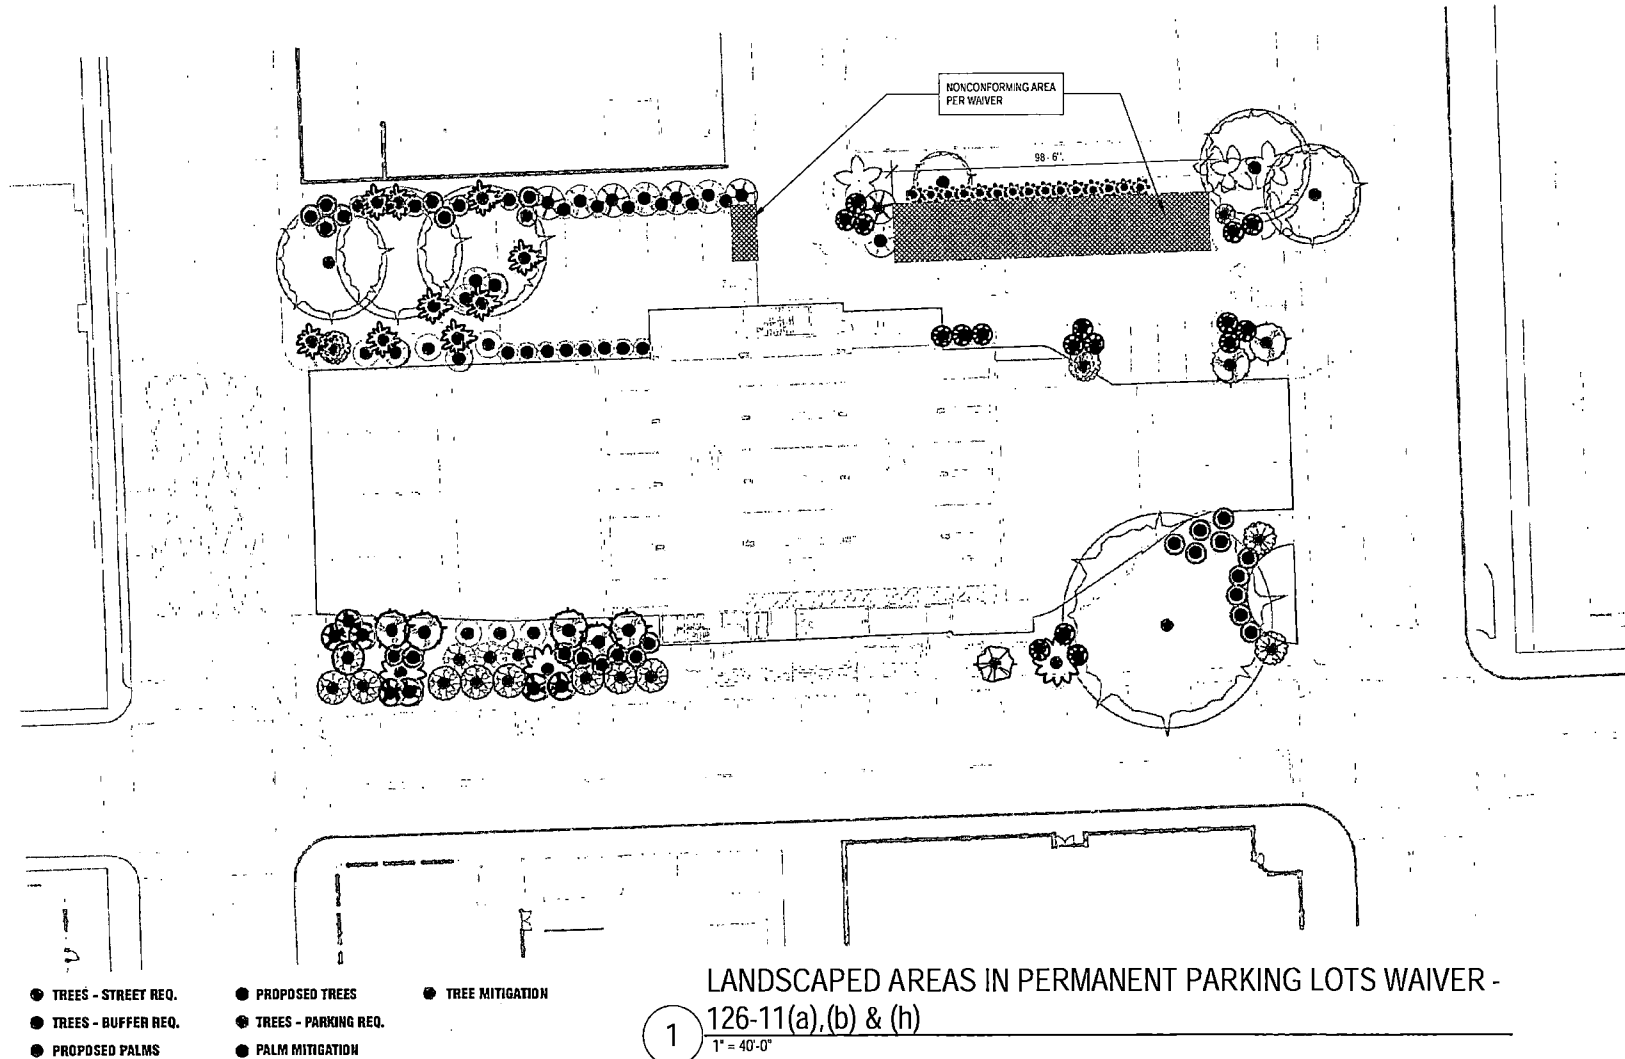 NONCONFORMING AREA
PER WAIVER
98 - 6"
TREES - STREET REQ.
TREES - BUFFER REQ.
PROPOSED PALMS
PROPOSED TREES
TREES - PARKING REQ.
PALM MITIGATION
TREE MITIGATION
LANDSCAPED AREAS IN PERMANENT PARKING LOTS WAIVER -
126-11(a),(b) & (h)
1
1" = 40'-0"